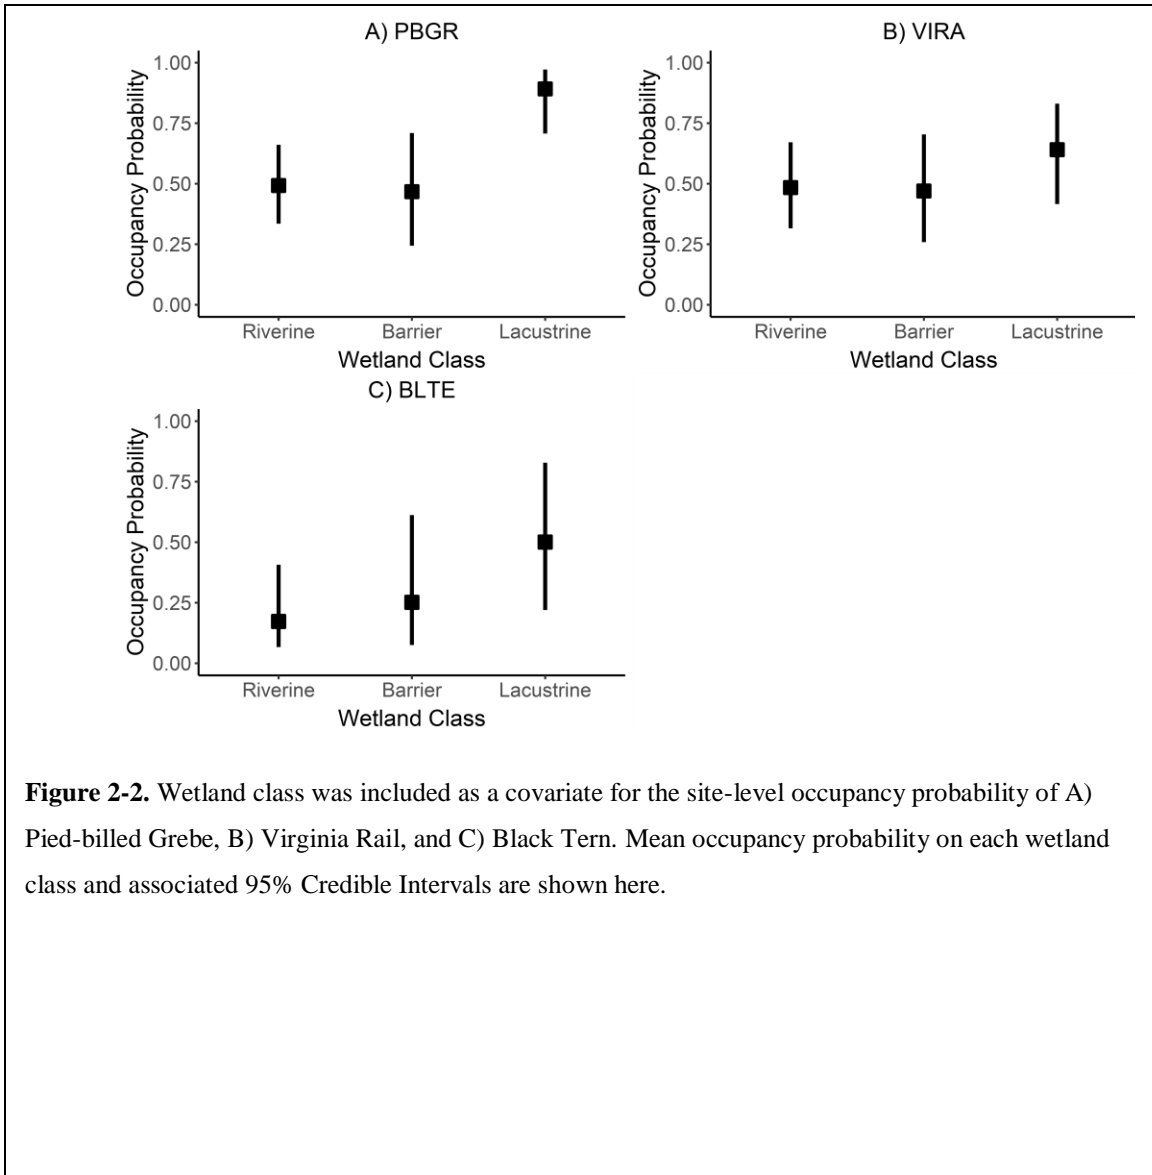 A) PBGR
Occupancy Probability
1.00
0.75
0.50
0.25
0.00
Riverine Barrier Lacustrine
Wetland Class
B) VIRA
Occupancy Probability
1.00
0.75
0.50
0.25
0.00
Riverine Barrier Lacustrine
Wetland Class
C) BLTE
Occupancy Probability
1.00
0.75
0.50
0.25
0.00
Riverine Barrier Lacustrine
Wetland Class
Figure 2-2. Wetland class was included as a covariate for the site-level occupancy probability of A)
Pied-billed Grebe, B) Virginia Rail, and C) Black Tern. Mean occupancy probability on each wetland
class and associated 95% Credible Intervals are shown here.